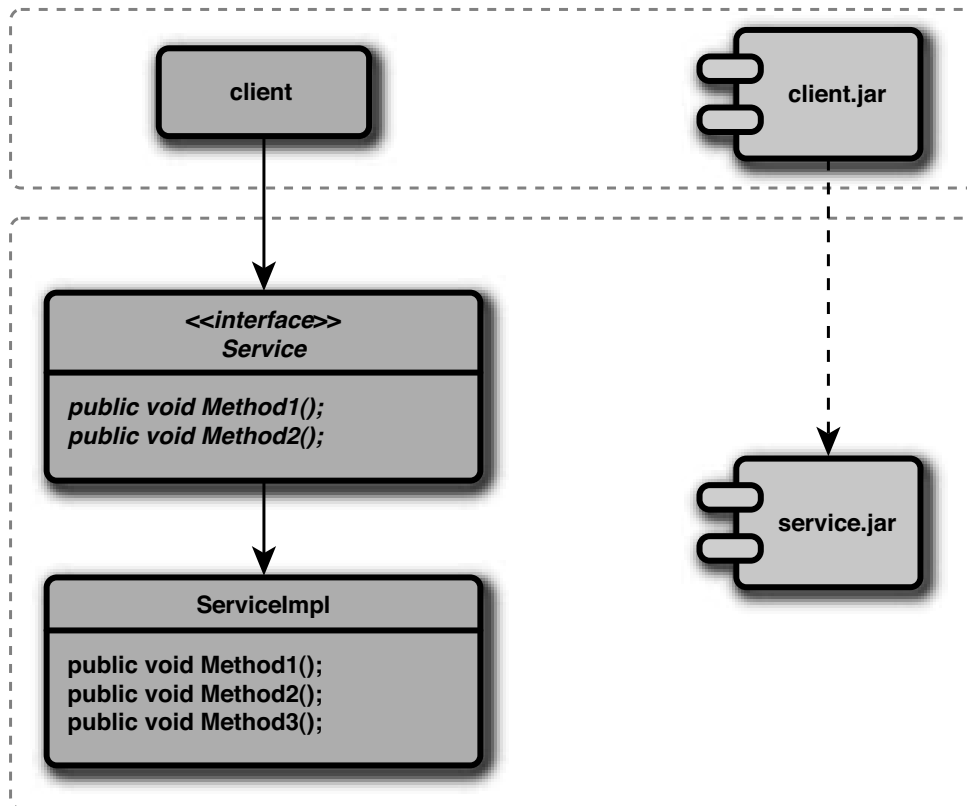 client
client.jar
<<interface>>
Service
public void Method1();
public void Method2();
service.jar
ServiceImpl
public void Method1();
public void Method2();
public void Method3();